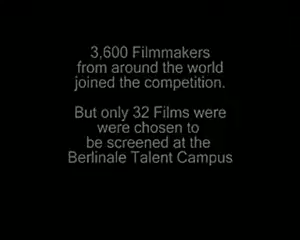 3,600 Filmmakers
from around the world
joined the competition.
But only 32 Films were
were chosen to
be screened at the
Berlinale Talent Campus